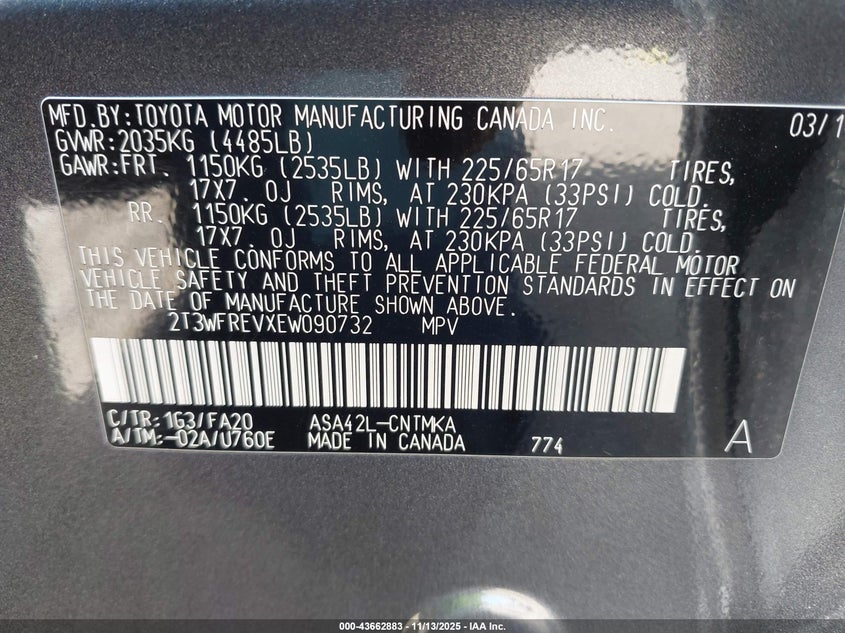 MFD.BY:TOYOTA MOTOR MANUFACTURING CANADA INC. 03/1
GVWR:2035KG (4485LB)
GAWR:FRT. 1150KG (2535LB) WITH 225/65R17 TIRES,
17X7. OJ RIMS, AT 230KPA (33PSI) COLD.
RR. 1150KG (2535LB) WITH 225/65R17 TIRES,
17X7. OJ RIMS, AT 230KPA (33PSI) COLD.
THIS VEHICLE CONFORMS TO ALL APPLICABLE FEDERAL MOTOR
VEHICLE SAFETY AND THEFT PREVENTION STANDARDS IN EFFECT ON
THE DATE OF MANUFACTURE SHOWN ABOVE.
2T3WFREVXEW090732 MPV
C/TR:1G3/FA20 ASA42L-CNTMKA
A/TM:-02A/U760E MADE IN CANADA 774 A
000-43662883 - 11/13/2025 - IAA Inc.